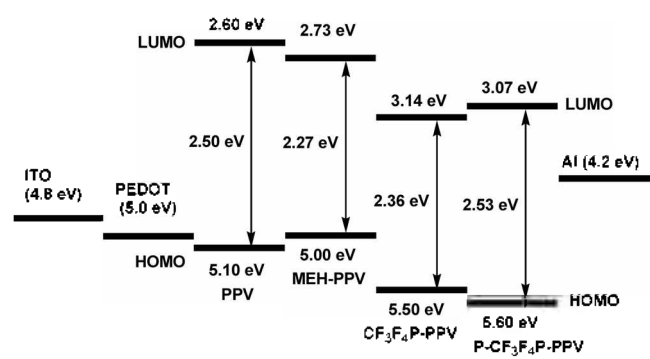 2.60 eV
LUMO
2.73 eV
3.14 eV
3.07 eV
LUMO
2.50 eV
2.27 eV
Al (4.2 eV)
ITO
(4.8 eV)
PEDOT
(5.0 eV)
2.36 eV
2.53 eV
HOMO
5.10 eV
PPV
5.00 eV
MEH-PPV
5.50 eV
CF₃F₄P-PPV
HOMO
5.60 eV
P-CF₃F₄P-PPV